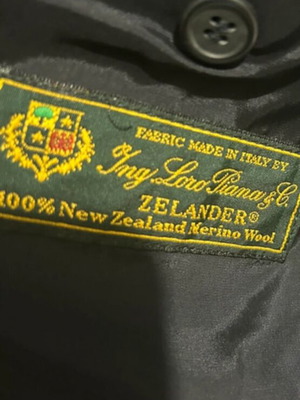 FABRIC MADE IN ITALY BY
Ing. Loro Piana & C.
ZELANDER®
100% New Zealand Merino Wool